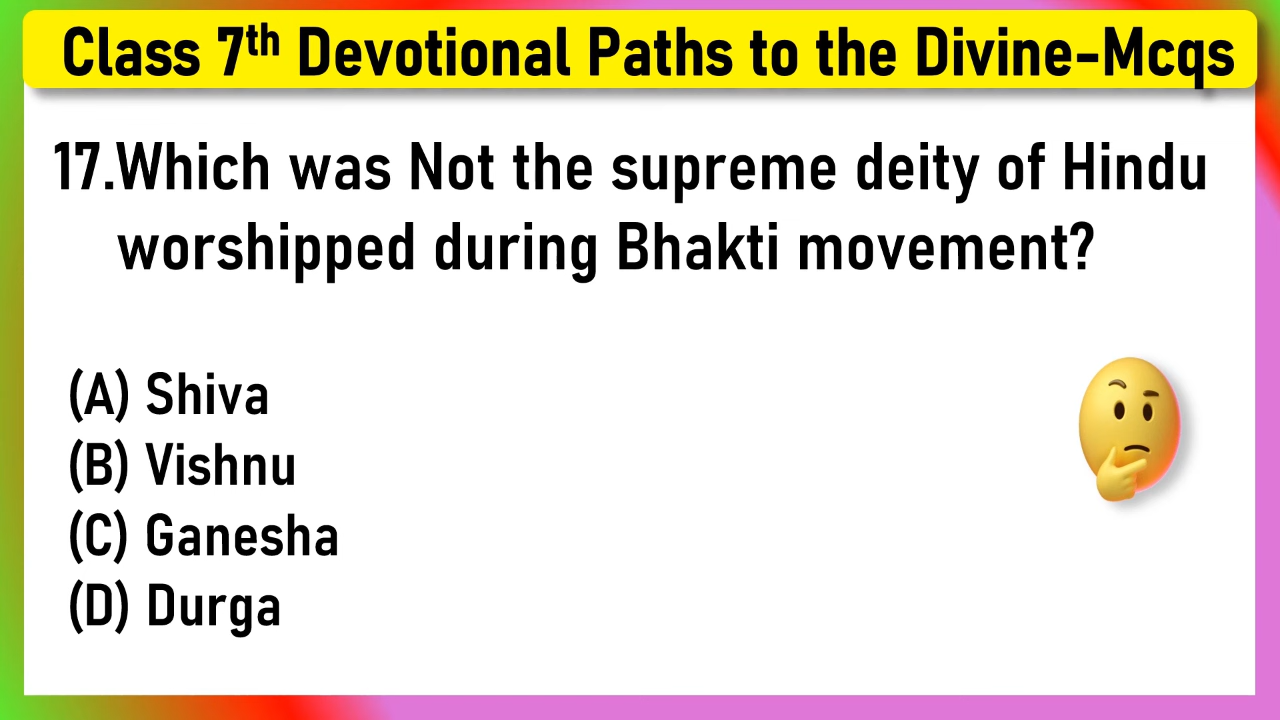 Class 7th Devotional Paths to the Divine-Mcqs
17.Which was Not the supreme deity of Hindu
worshipped during Bhakti movement?
(A) Shiva
(B) Vishnu
(C) Ganesha
(D) Durga